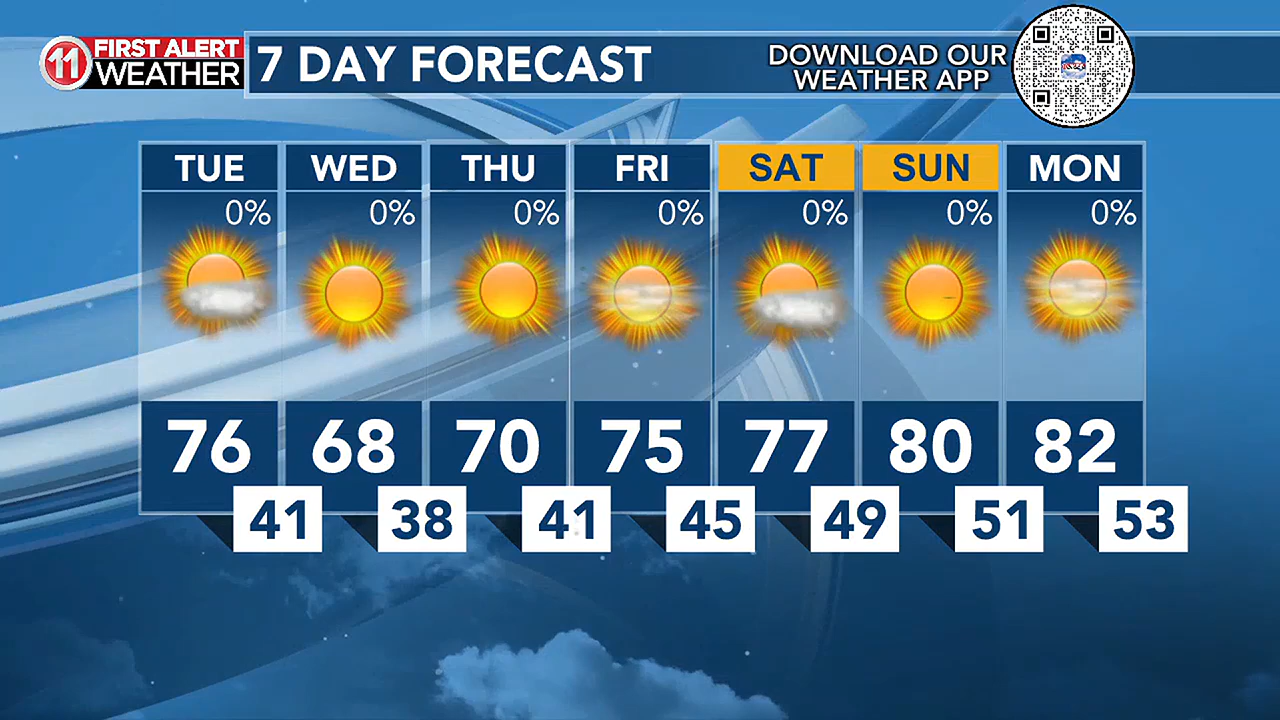 11 FIRST ALERT
WEATHER
7 DAY FORECAST
DOWNLOAD OUR
WEATHER APP
TUE WED THU FRI SAT SUN MON
0% 0% 0% 0% 0% 0% 0%
76 68 70 75 77 80 82
41 38 41 45 49 51 53